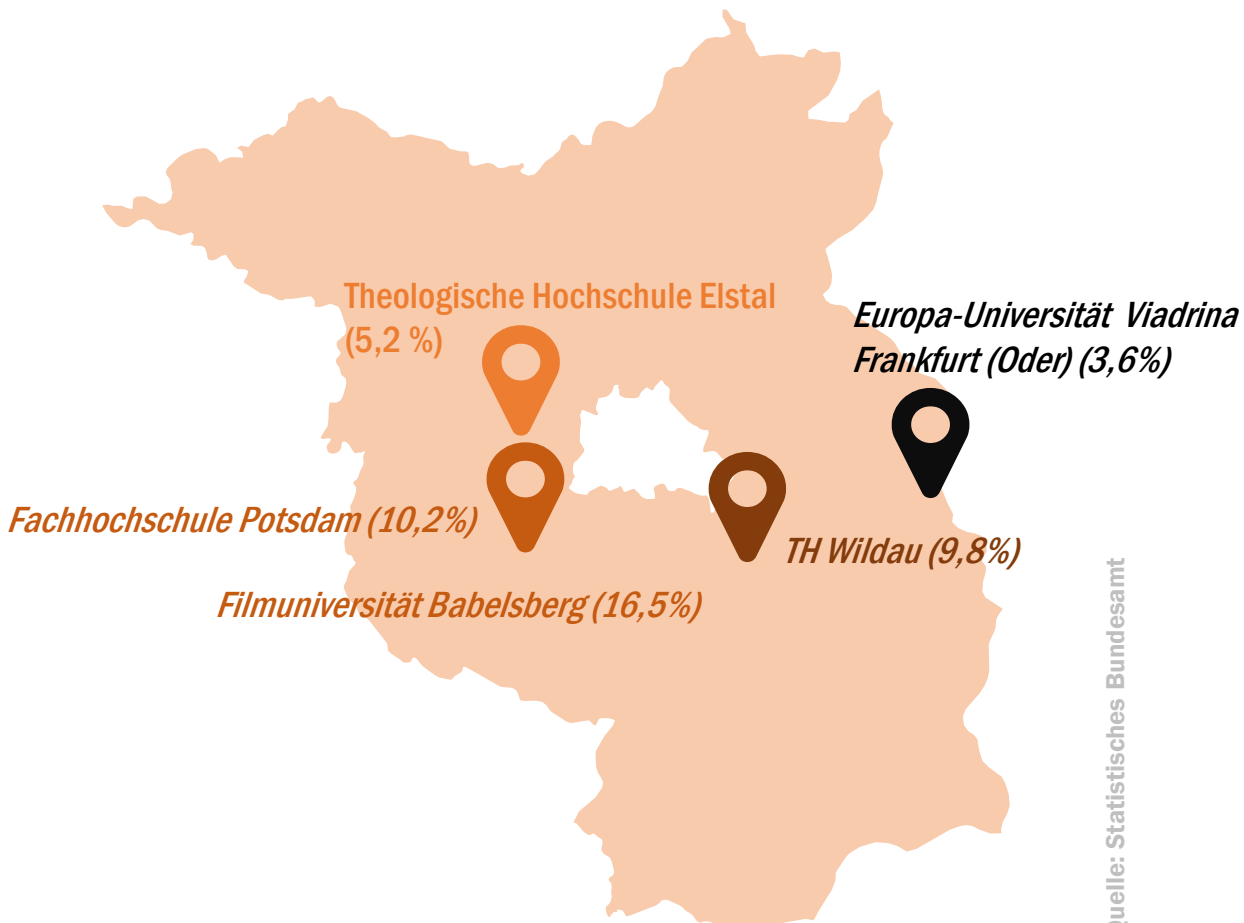 Theologische Hochschule Elstal
(5,2 %)
Europa-Universität Viadrina
Frankfurt (Oder) (3,6%)
Fachhochschule Potsdam (10,2%)
TH Wildau (9,8%)
Filmuniversität Babelsberg (16,5%)
uelle: Statistisches Bundesamt